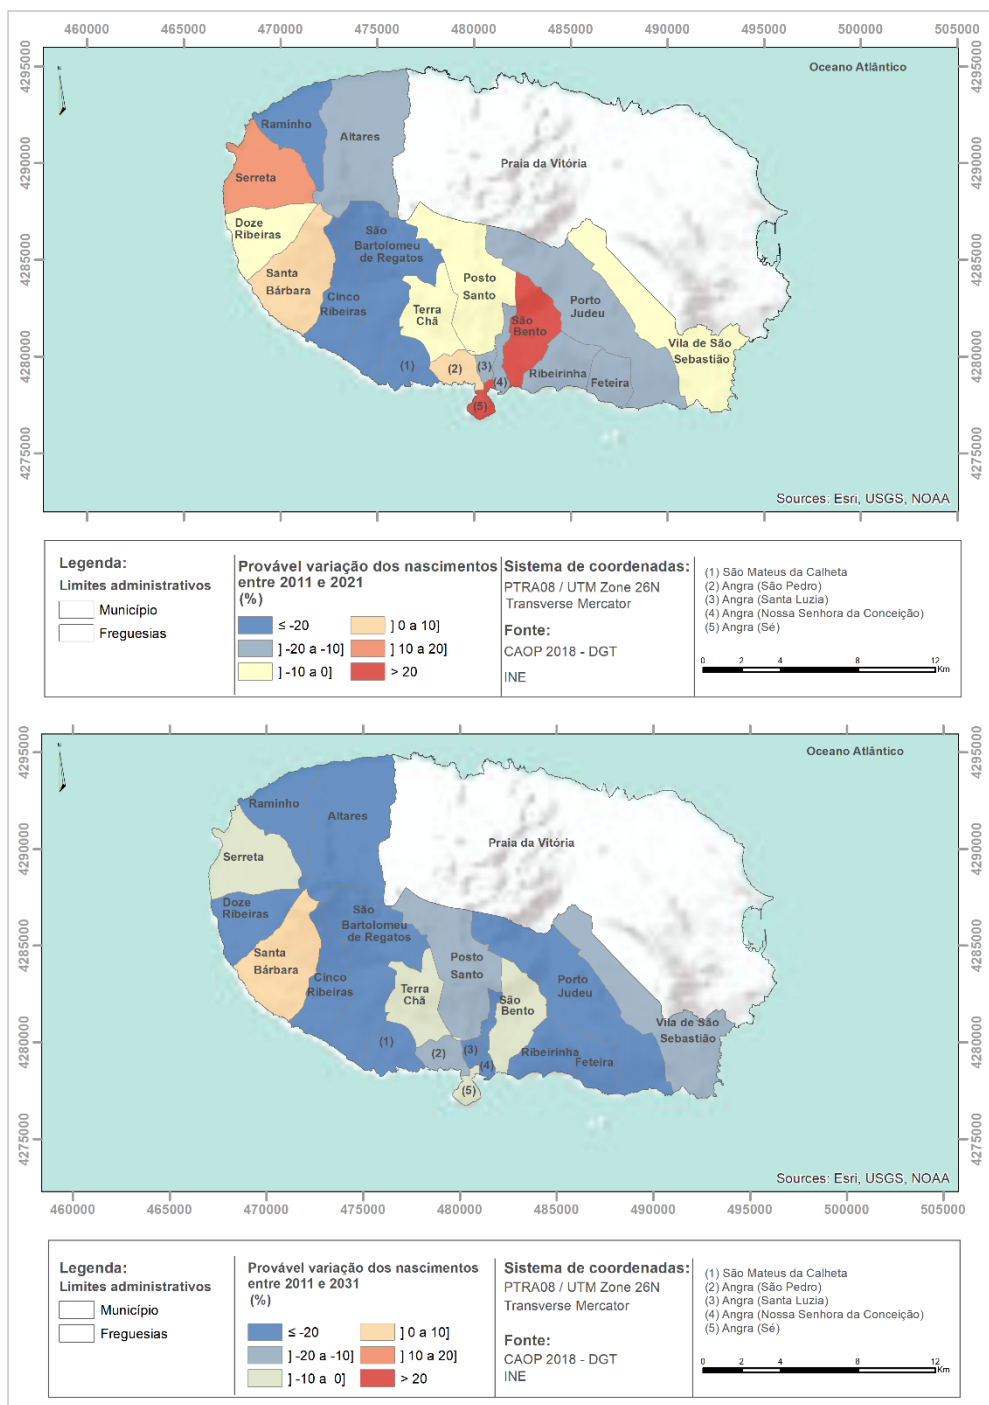 460000 465000 470000 475000 480000 485000 490000 495000 500000 505000
4295000 4295000
4290000 4290000
4285000 4285000
4280000 4280000
4275000 4275000
Oceano Atlântico
Raminho
Altares
Praia da Vitória
Serreta
Doze
Ribeiras
São
Bartolomeu
de Regatos
Santa
Bárbara
Posto
Santo
Cinco
Ribeiras
Terra
Chã
Porto
Judeu
São
Bento
Vila de São
Sebastião
(1)
(2)
(3)
(4)
(5)
Ribeirinha
Feteira
Sources: Esri, USGS, NOAA
Legenda:
Limites administrativos
Município
Freguesias
Provável variação dos nascimentos
entre 2011 e 2021
(%)
≤ -20
] -20 a -10]
] -10 a 0]
] 0 a 10]
] 10 a 20]
> 20
Sistema de coordenadas:
PTRA08 / UTM Zone 26N
Transverse Mercator
Fonte:
CAOP 2018 - DGT
INE
(1) São Mateus da Calheta
(2) Angra (São Pedro)
(3) Angra (Santa Luzia)
(4) Angra (Nossa Senhora da Conceição)
(5) Angra (Sé)
0 2 4 8 12
Km
4295000 4295000
4290000 4290000
4285000 4285000
4280000 4280000
4275000 4275000
Oceano Atlântico
Raminho
Altares
Praia da Vitória
Serreta
Doze
Ribeiras
São
Bartolomeu
de Regatos
Santa
Bárbara
Posto
Santo
Cinco
Ribeiras
Terra
Chã
Porto
Judeu
São
Bento
Vila de São
Sebastião
(1)
(2)
(3)
(4)
(5)
Ribeirinha
Feteira
Sources: Esri, USGS, NOAA
460000 465000 470000 475000 480000 485000 490000 495000 500000 505000
Legenda:
Limites administrativos
Município
Freguesias
Provável variação dos nascimentos
entre 2011 e 2031
(%)
≤ -20
] -20 a -10]
] -10 a 0]
] 0 a 10]
] 10 a 20]
> 20
Sistema de coordenadas:
PTRA08 / UTM Zone 26N
Transverse Mercator
Fonte:
CAOP 2018 - DGT
INE
(1) São Mateus da Calheta
(2) Angra (São Pedro)
(3) Angra (Santa Luzia)
(4) Angra (Nossa Senhora da Conceição)
(5) Angra (Sé)
0 2 4 8 12
Km